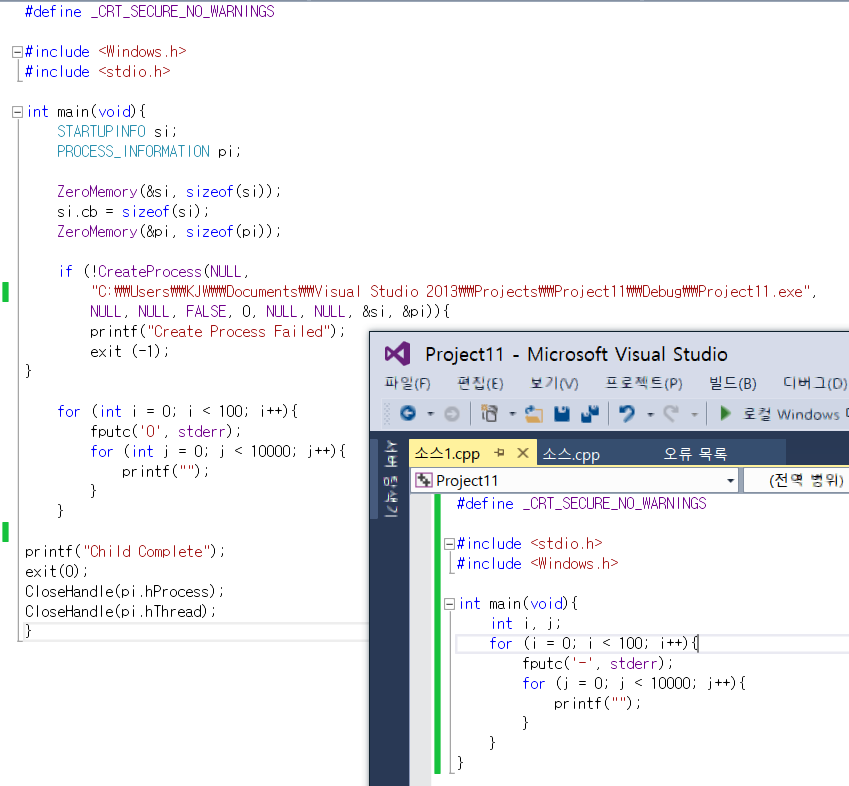 #define _CRT_SECURE_NO_WARNINGS
#include <Windows.h>
#include <stdio.h>
int main(void){
STARTUPINFO si;
PROCESS_INFORMATION pi;
ZeroMemory(&si, sizeof(si));
si.cb = sizeof(si);
ZeroMemory(&pi, sizeof(pi));
if (!CreateProcess(NULL,
"C:₩₩Users₩₩KJW₩₩Documents₩₩Visual Studio 2013₩₩Projects₩₩Project11₩₩Debug₩₩Project11.exe",
NULL, NULL, FALSE, 0, NULL, NULL, &si, &pi)){
printf("Create Process Failed");
exit (-1);
}
for (int i = 0; i < 100; i++){
fputc('0', stderr);
for (int j = 0; j < 10000; j++){
printf("");
}
}
printf("Child Complete");
exit(0);
CloseHandle(pi.hProcess);
CloseHandle(pi.hThread);
}
Project11 - Microsoft Visual Studio
파일(F) 편집(E) 보기(V) 프로젝트(P) 빌드(B) 디버그(D)
로컬 Windows
서버 탐색기
소스1.cpp 소스.cpp 오류 목록
Project11 (전역 범위)
#define _CRT_SECURE_NO_WARNINGS
#include <stdio.h>
#include <Windows.h>
int main(void){
int i, j;
for (i = 0; i < 100; i++){
fputc('-', stderr);
for (j = 0; j < 10000; j++){
printf("");
}
}
}